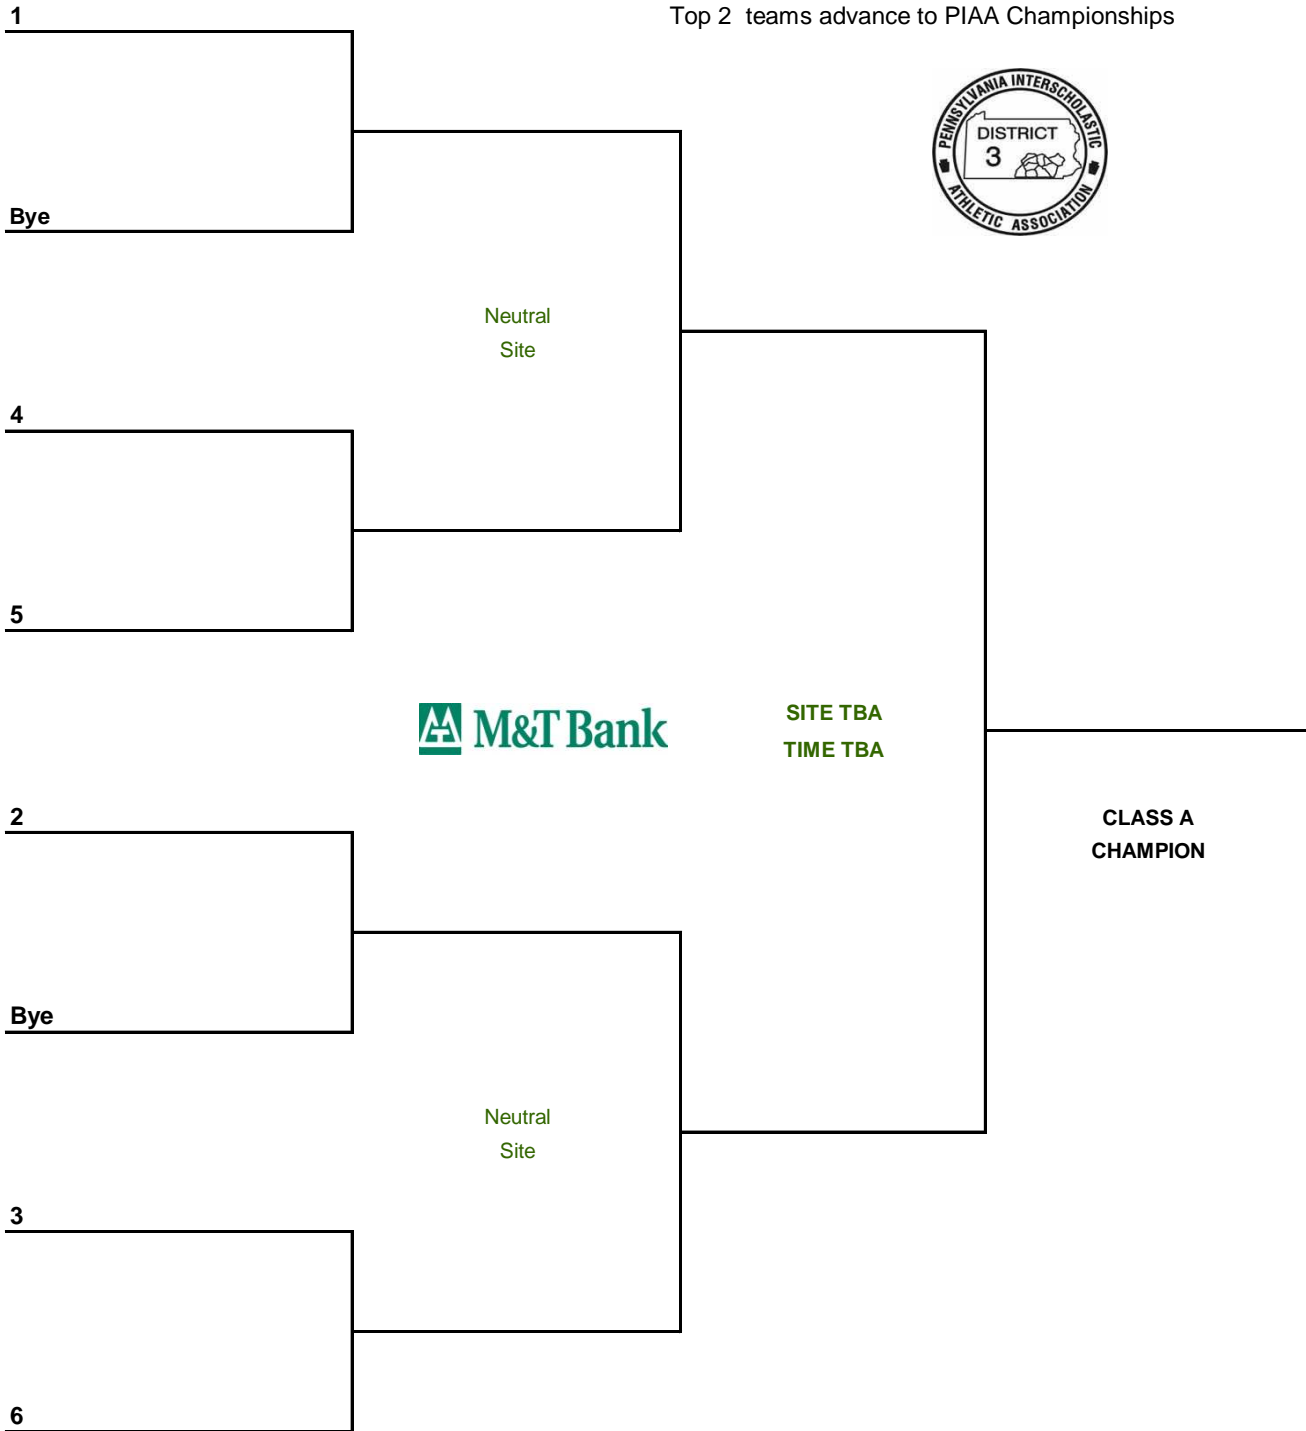 1
Top 2  teams advance to PIAA Championships
PENNSYLVANIA INTERSCHOLASTIC
DISTRICT
3
ATHLETIC ASSOCIATION
Bye
Neutral
Site
4
5
M&T Bank
SITE TBA
TIME TBA
2
CLASS A
CHAMPION
Bye
Neutral
Site
3
6